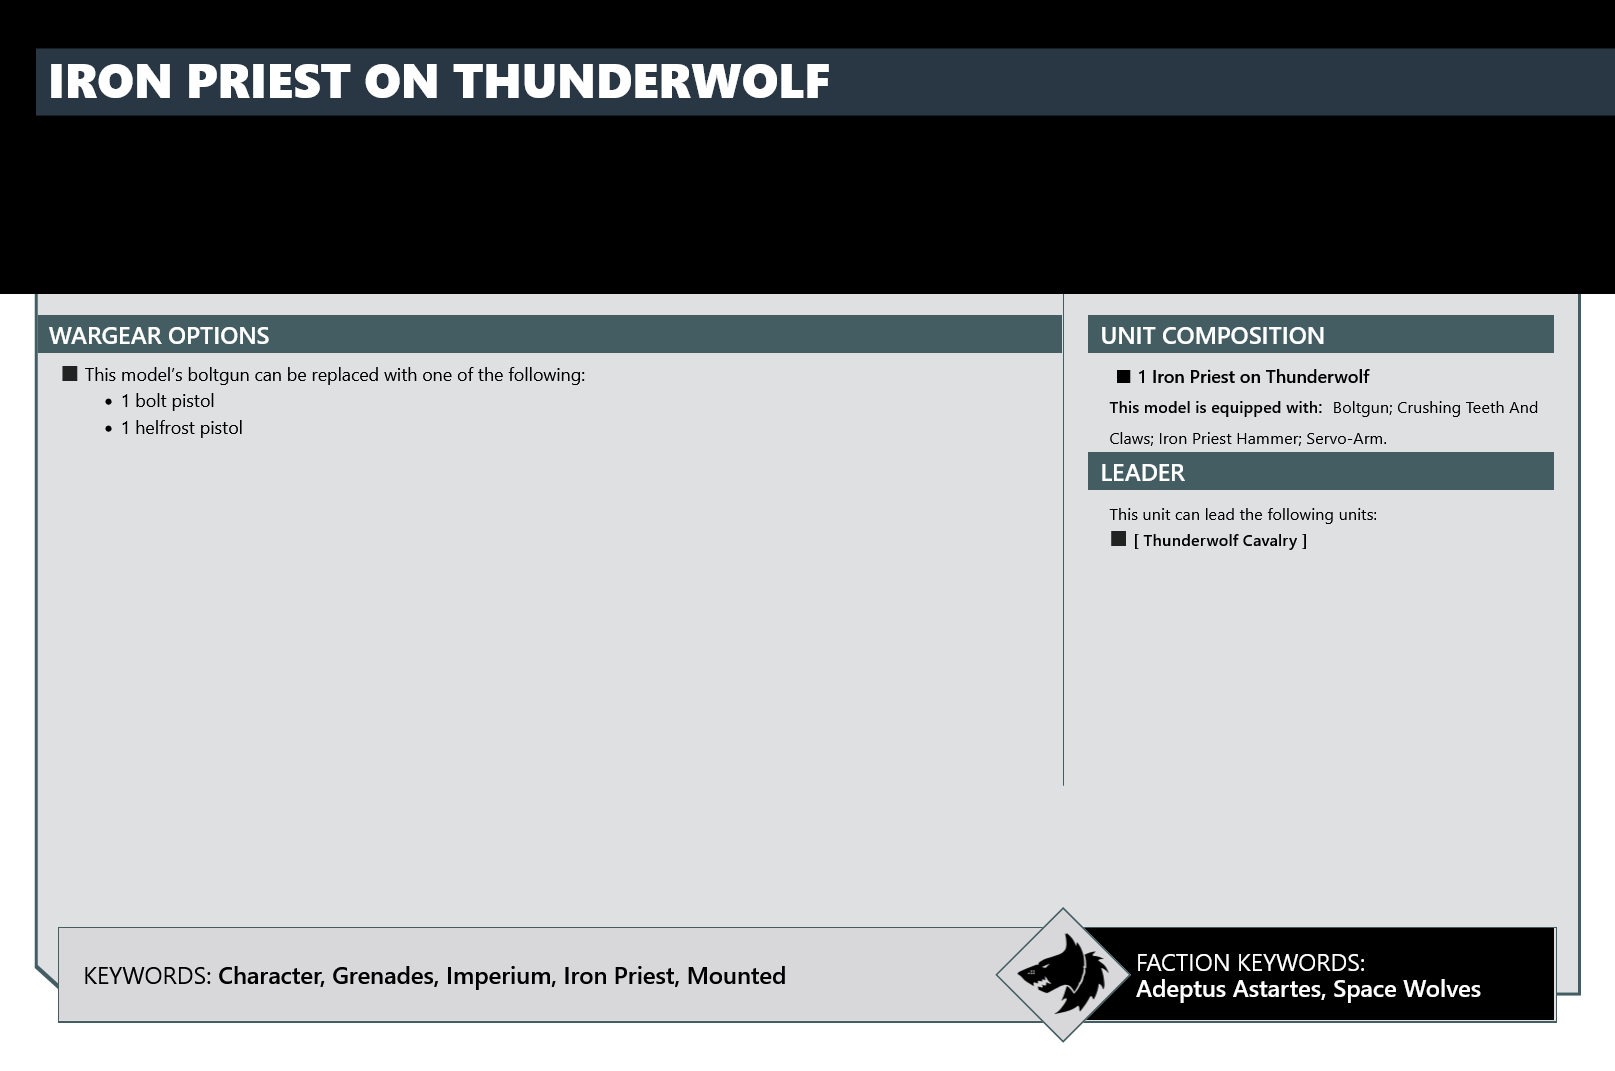 IRON PRIEST ON THUNDERWOLF
WARGEAR OPTIONS
This model’s boltgun can be replaced with one of the following:
1 bolt pistol
1 helfrost pistol
UNIT COMPOSITION
1 Iron Priest on Thunderwolf
This model is equipped with: Boltgun; Crushing Teeth And
Claws; Iron Priest Hammer; Servo-Arm.
LEADER
This unit can lead the following units:
[ Thunderwolf Cavalry ]
KEYWORDS: Character, Grenades, Imperium, Iron Priest, Mounted
FACTION KEYWORDS:
Adeptus Astartes, Space Wolves